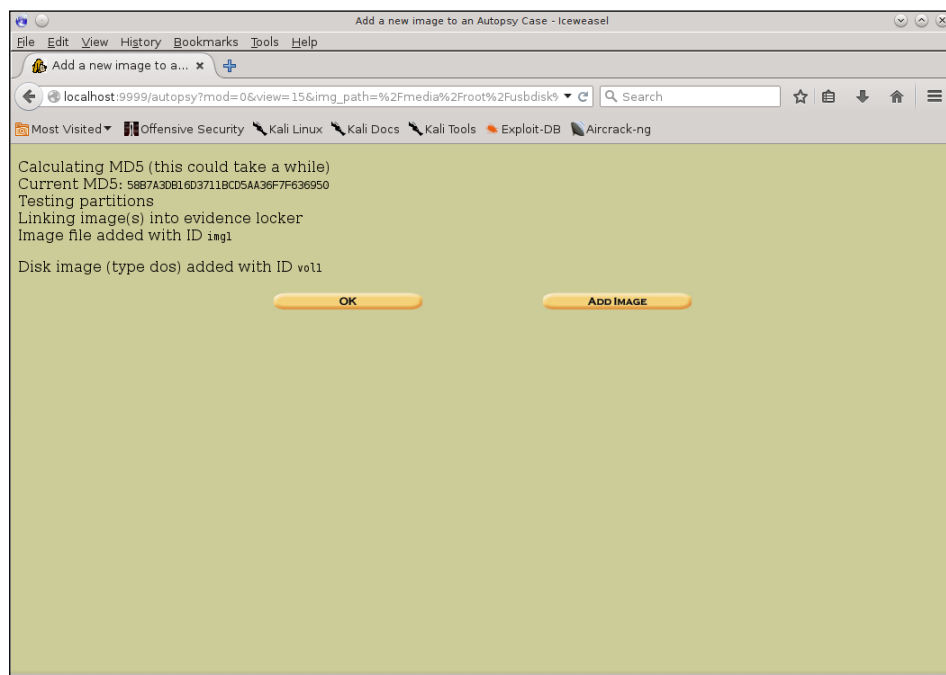 Add a new image to an Autopsy Case - Iceweasel
File Edit View History Bookmarks Tools Help
Add a new image to a...
localhost:9999/autopsy?mod=0&view=15&img_path=%2Fmedia%2Froot%2Fusbdisk% Search
Most Visited Offensive Security Kali Linux Kali Docs Kali Tools Exploit-DB Aircrack-ng
Calculating MD5 (this could take a while)
Current MD5: 58B7A3DB16D3711BCD5AA36F7F636950
Testing partitions
Linking image(s) into evidence locker
Image file added with ID img1
Disk image (type dos) added with ID vol1
OK ADD IMAGE